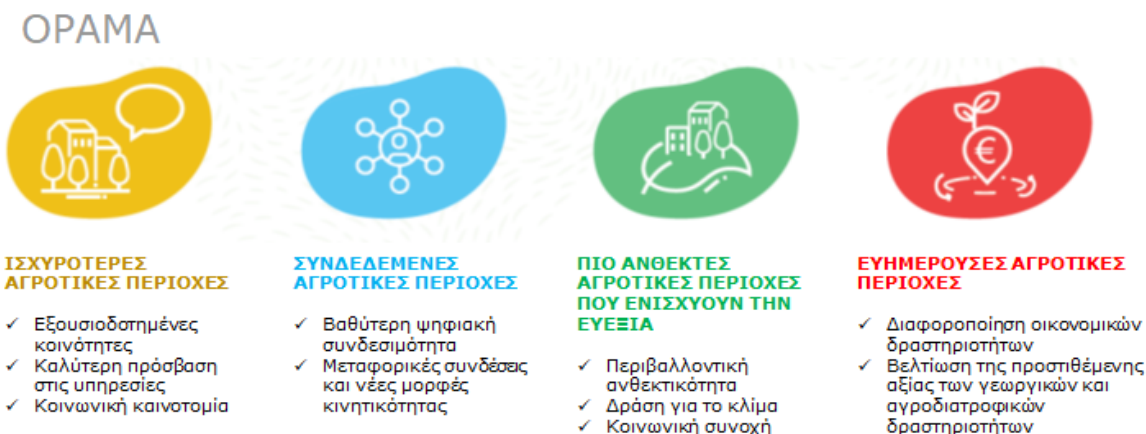 ΟΡΑΜΑ
ΙΣΧΥΡΟΤΕΡΕΣ
ΑΓΡΟΤΙΚΕΣ ΠΕΡΙΟΧΕΣ
✓ Εξουσιοδοτημένες
κοινότητες
✓ Καλύτερη πρόσβαση
στις υπηρεσίες
✓ Κοινωνική καινοτομία
ΣΥΝΔΕΔΕΜΕΝΕΣ
ΑΓΡΟΤΙΚΕΣ ΠΕΡΙΟΧΕΣ
✓ Βαθύτερη ψηφιακή
συνδεσιμότητα
✓ Μεταφορικές συνδέσεις
και νέες μορφές
κινητικότητας
ΠΙΟ ΑΝΘΕΚΤΕΣ
ΑΓΡΟΤΙΚΕΣ ΠΕΡΙΟΧΕΣ
ΠΟΥ ΕΝΙΣΧΥΟΥΝ ΤΗΝ
ΕΥΕΞΙΑ
✓ Περιβαλλοντική
ανθεκτικότητα
✓ Δράση για το κλίμα
✓ Κοινωνική συνοχή
€
ΕΥΗΜΕΡΟΥΣΕΣ ΑΓΡΟΤΙΚΕΣ
ΠΕΡΙΟΧΕΣ
✓ Διαφοροποίηση οικονομικών
δραστηριοτήτων
✓ Βελτίωση της προστιθέμενης
αξίας των γεωργικών και
αγροδιατροφικών
δραστηριοτήτων